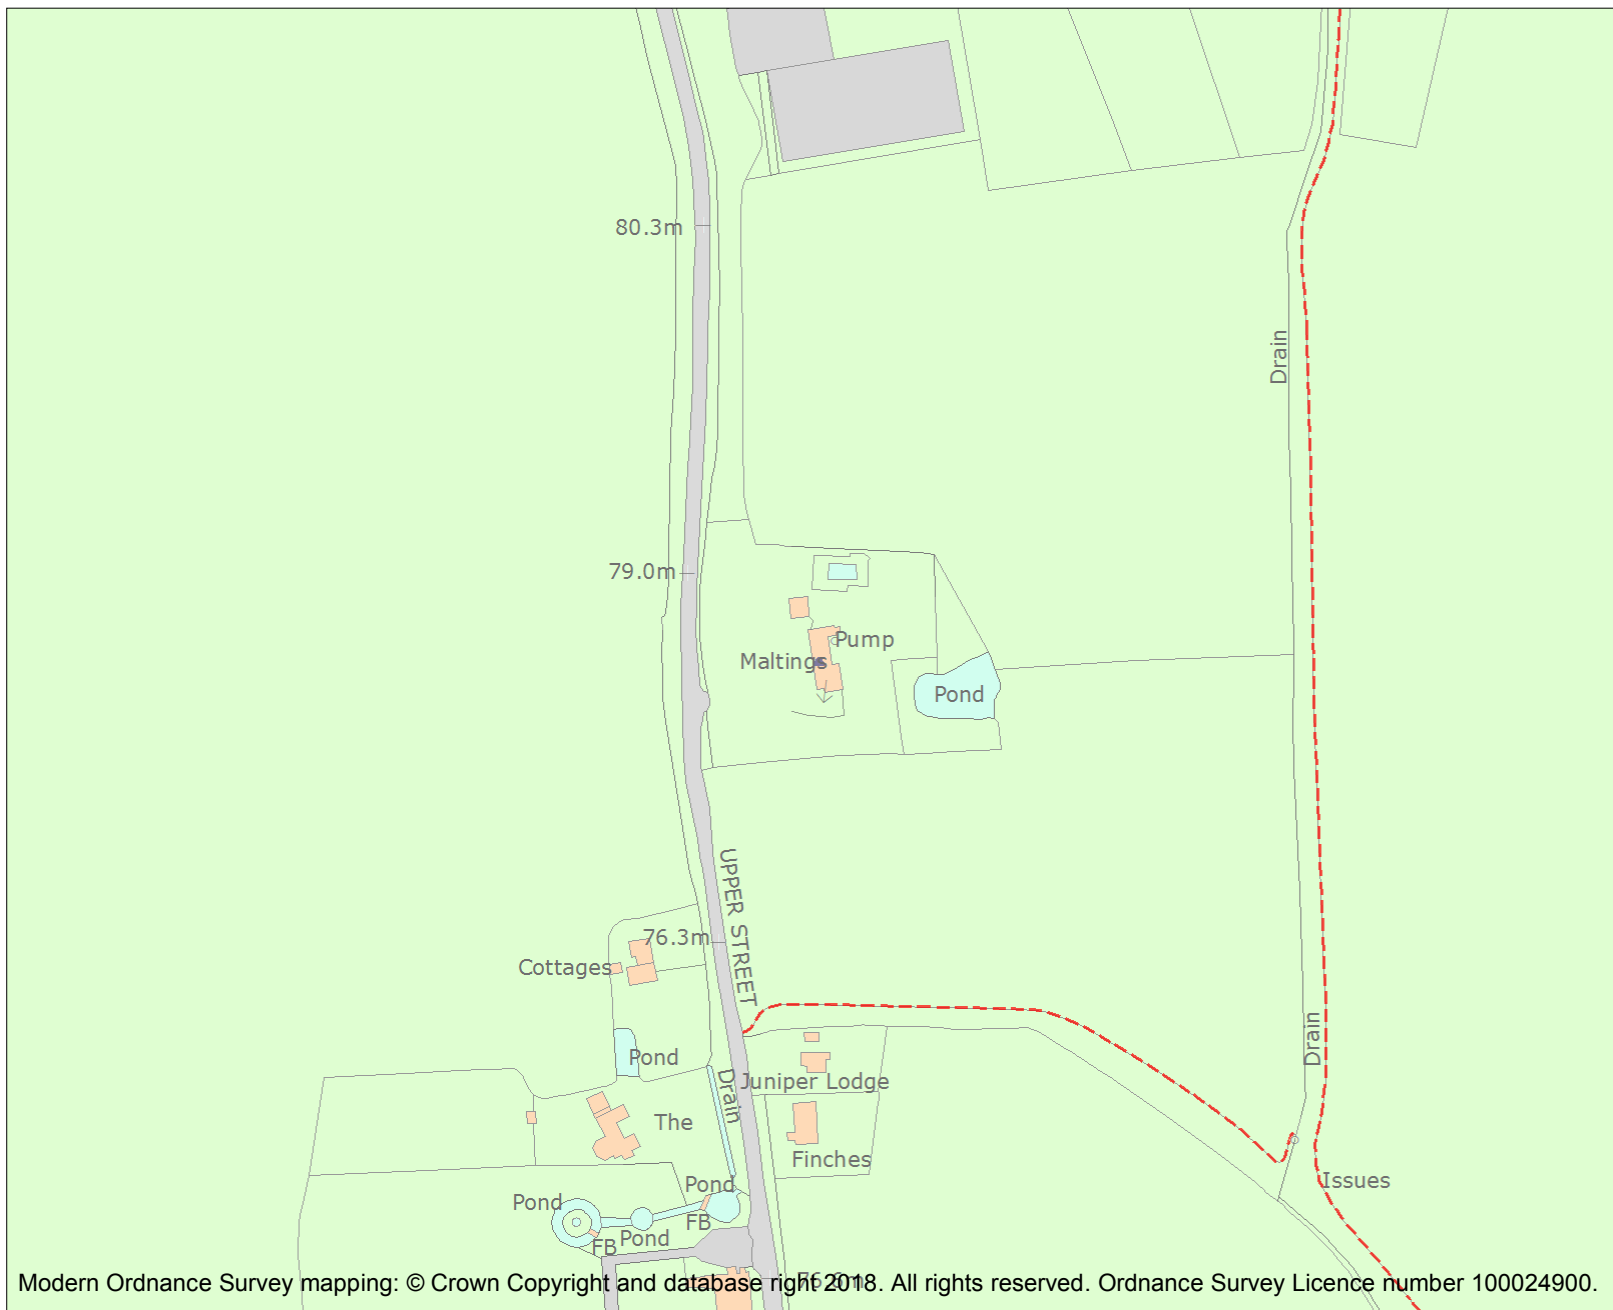 80.3m
Drain
79.0m
Pump
Maltings
Pond
UPPER STREET
76.3m
Cottages
Drain
Pond
Juniper Lodge
Drain
The
Finches
Issues
Pond
Pond
FB
Pond
FB
76.6m
Modern Ordnance Survey mapping: © Crown Copyright and database right 2018. All rights reserved. Ordnance Survey Licence number 100024900.